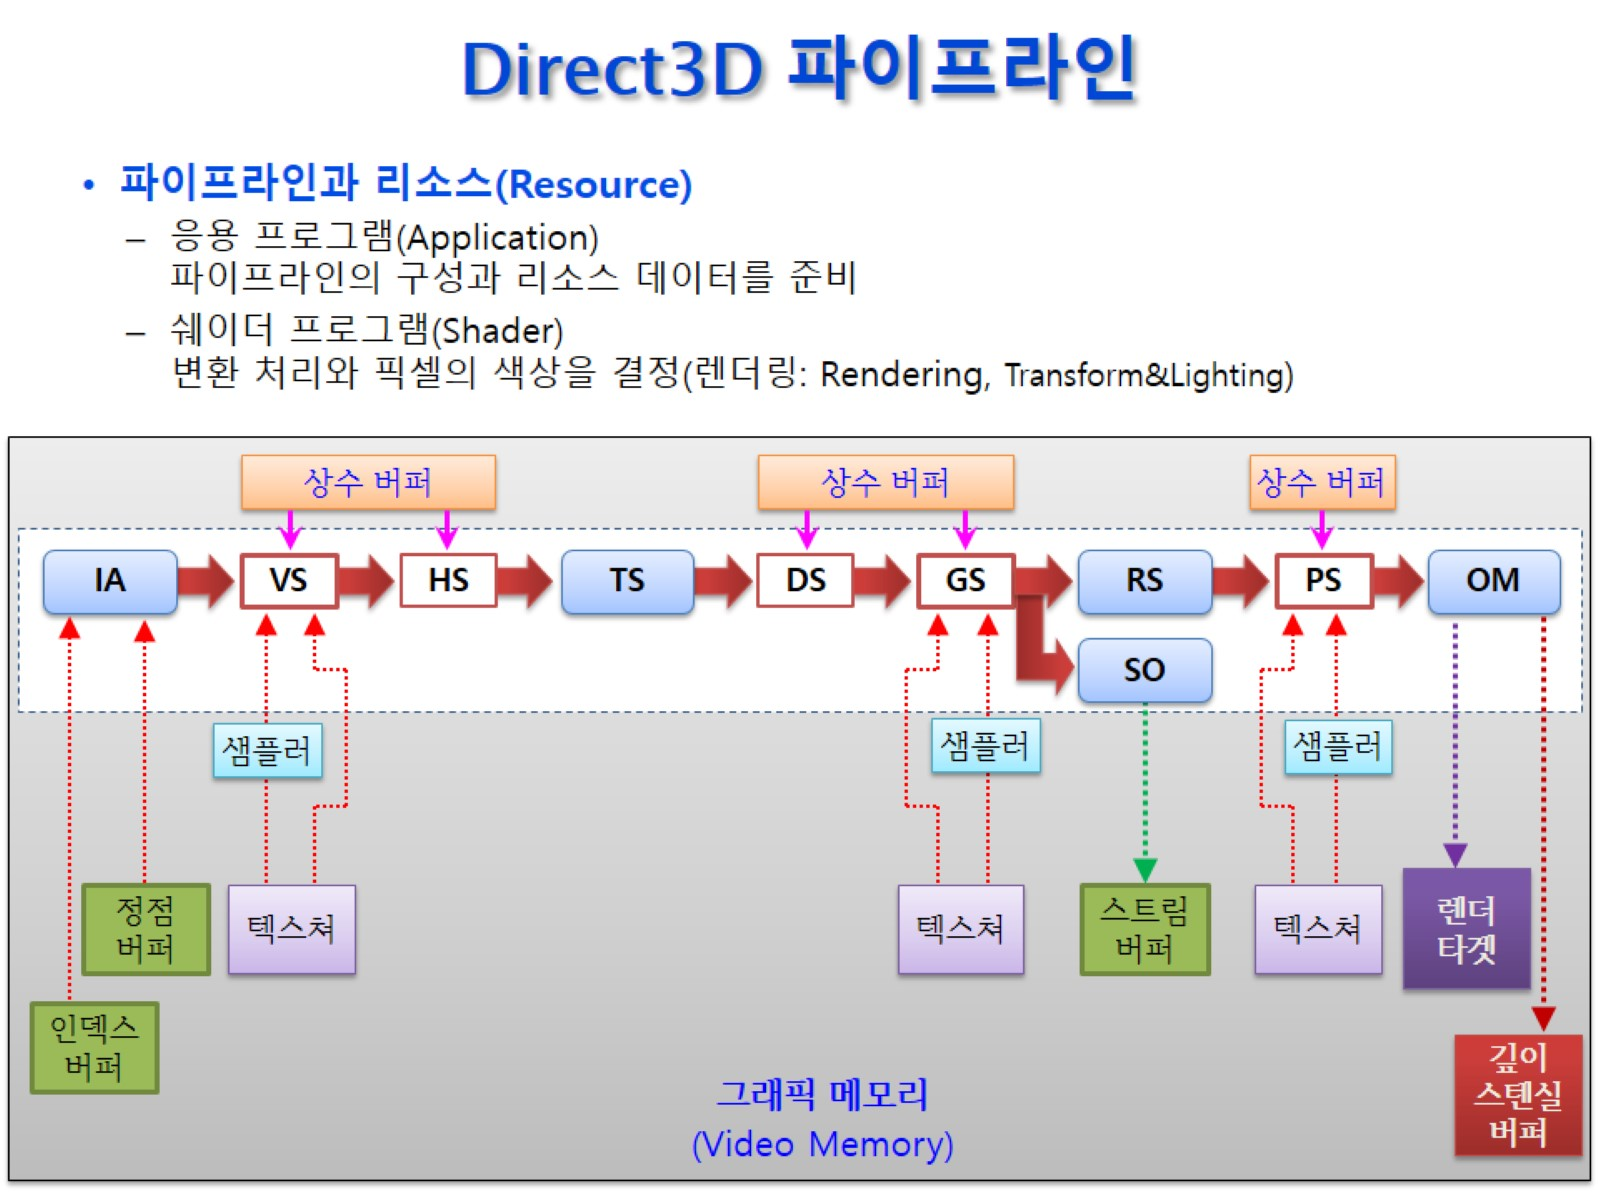 Direct3D 파이프라인
• 파이프라인과 리소스(Resource)
– 응용 프로그램(Application)
파이프라인의 구성과 리소스 데이터를 준비
– 쉐이더 프로그램(Shader)
변환 처리와 픽셀의 색상을 결정(렌더링: Rendering, Transform&Lighting)
상수 버퍼
상수 버퍼
상수 버퍼
IA
VS
HS
TS
DS
GS
RS
PS
OM
SO
샘플러
샘플러
샘플러
정점
버퍼
텍스쳐
텍스쳐
스트림
버퍼
텍스쳐
렌더
타겟
인덱스
버퍼
깊이
스텐실
버퍼
그래픽 메모리
(Video Memory)